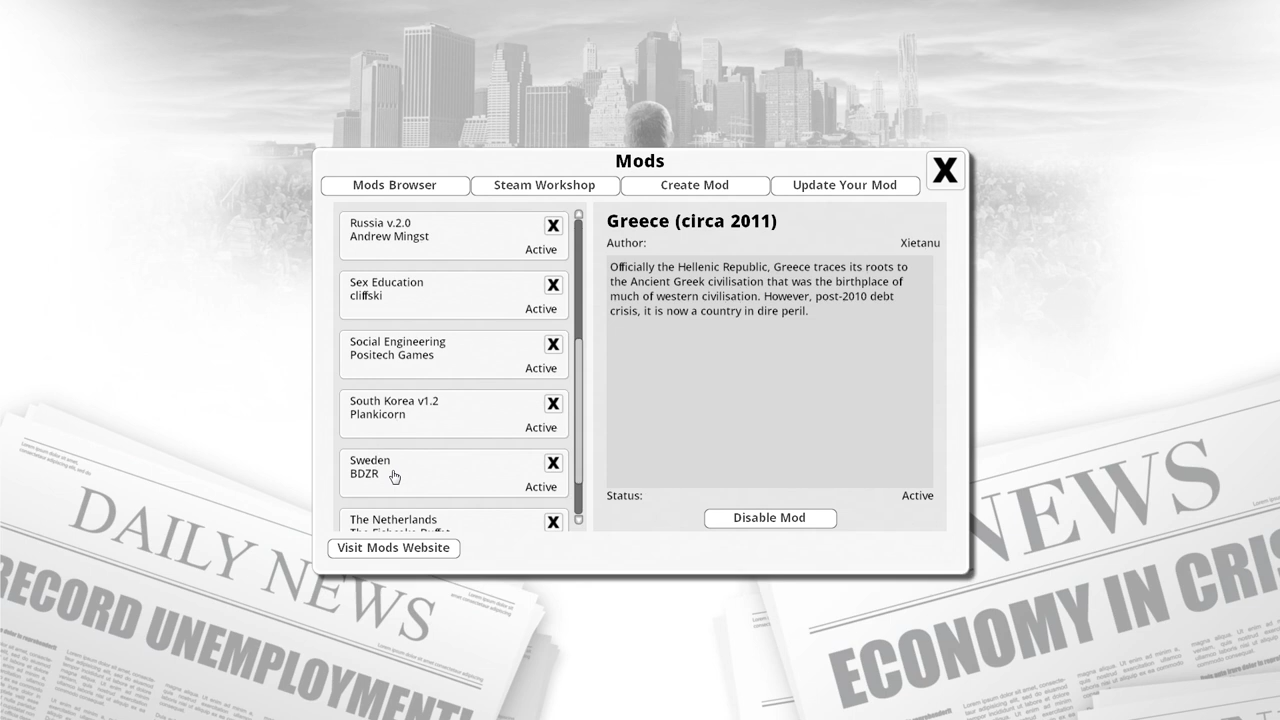 Mods
X
Mods Browser
Steam Workshop
Create Mod
Update Your Mod
Russia v.2.0
Andrew Mingst
X
Active
Sex Education
cliffski
X
Active
Social Engineering
Positech Games
X
Active
South Korea v1.2
Plankicorn
X
Active
Sweden
BDZR
X
Active
The Netherlands
X
Greece (circa 2011)
Author: Xietanu
Officially the Hellenic Republic, Greece traces its roots to
the Ancient Greek civilisation that was the birthplace of
much of western civilisation. However, post-2010 debt
crisis, it is now a country in dire peril.
Status: Active
Disable Mod
Visit Mods Website
DAILY NEWS
RECORD UNEMPLOYMENT!
NEWS
ECONOMY IN CRIS